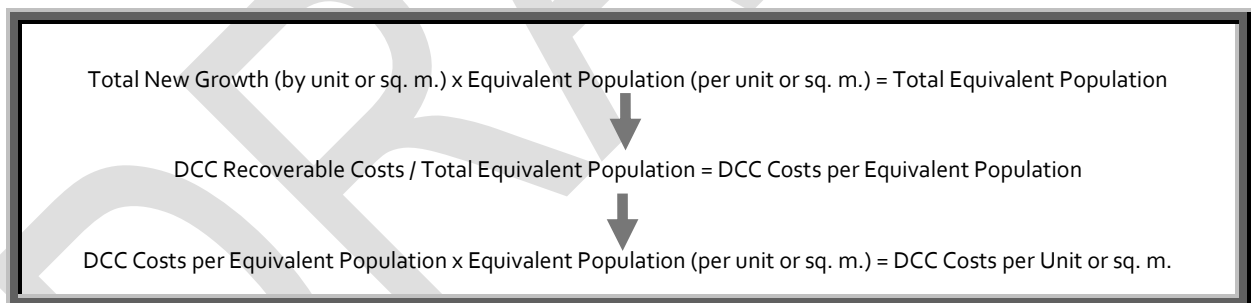 Total New Growth (by unit or sq. m.) x Equivalent Population (per unit or sq. m.) = Total Equivalent Population
DCC Recoverable Costs / Total Equivalent Population = DCC Costs per Equivalent Population
DCC Costs per Equivalent Population x Equivalent Population (per unit or sq. m.) = DCC Costs per Unit or sq. m.